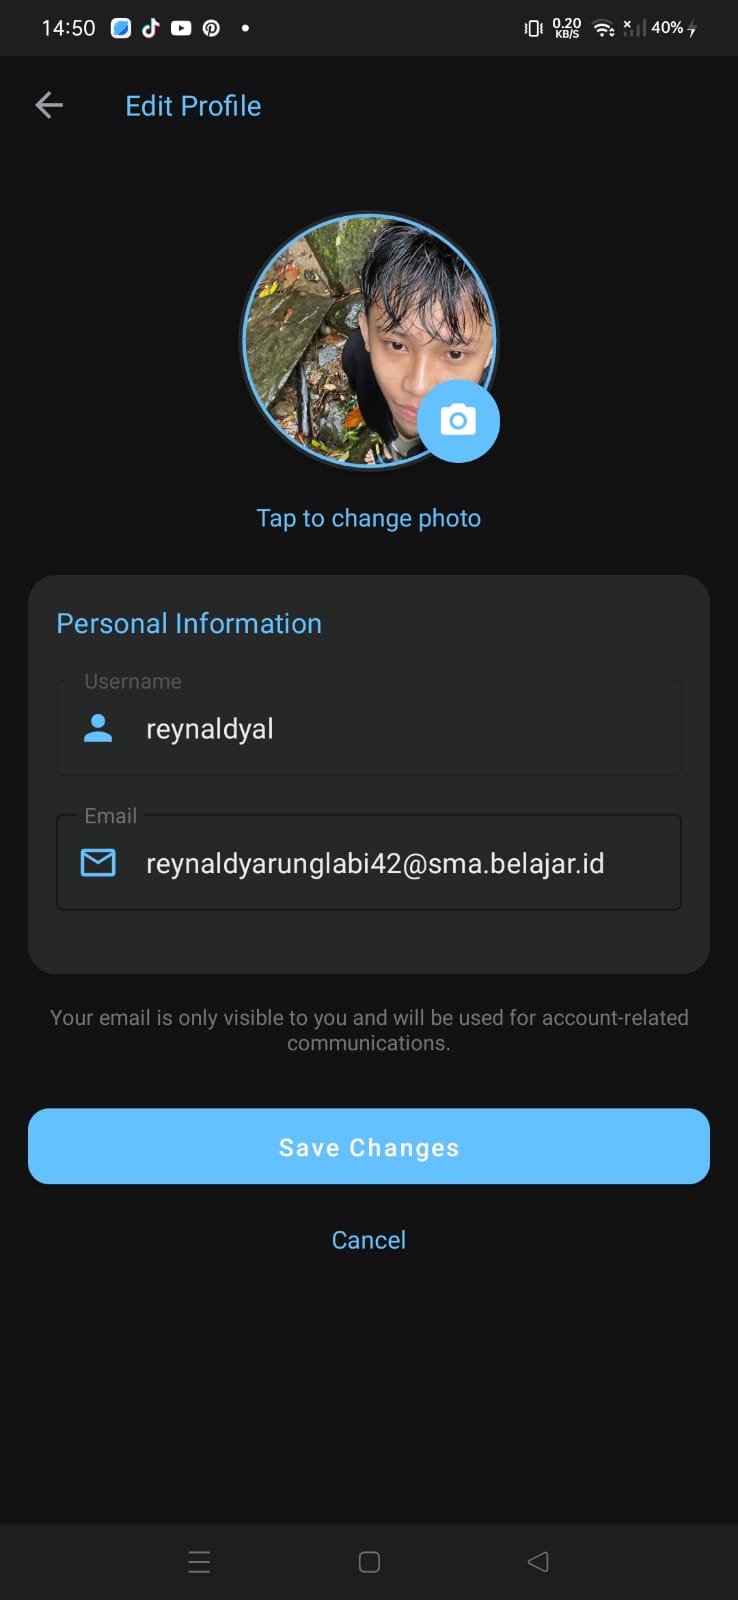 14:50 0.20 KB/S 40%
Edit Profile
Tap to change photo
Personal Information
Username
reynaldyal
Email
reynaldyarunglabi42@sma.belajar.id
Your email is only visible to you and will be used for account-related
communications.
Save Changes
Cancel